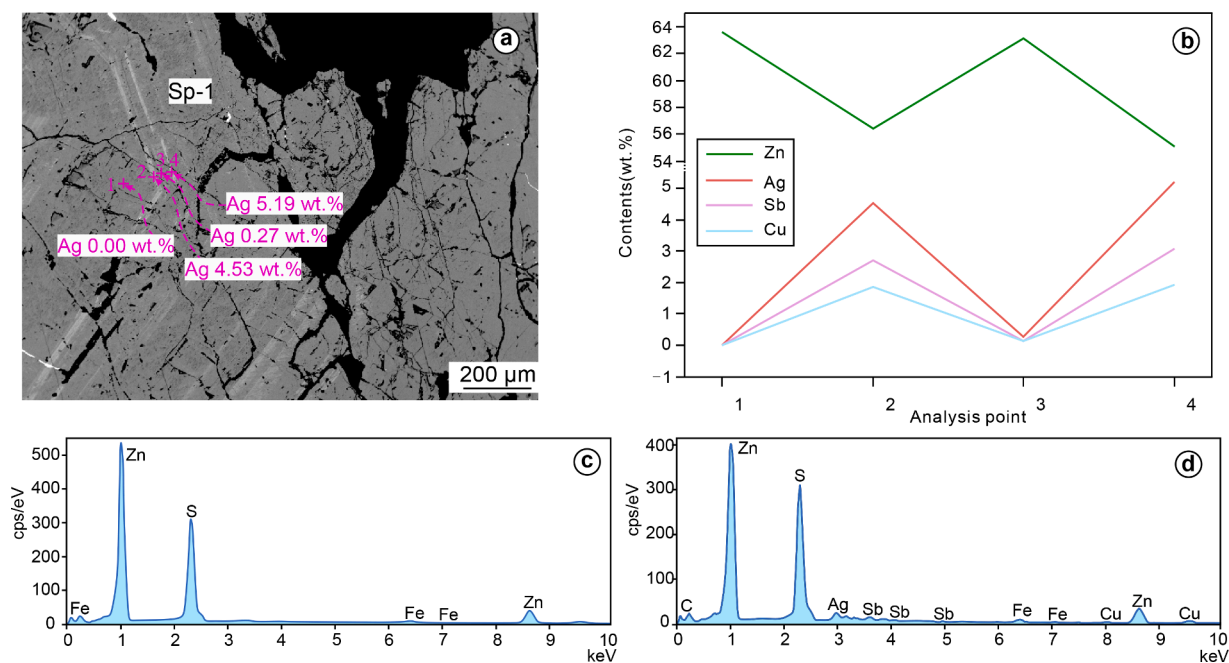 a
Sp-1
1
2
3
4
Ag 5.19 wt.%
Ag 0.27 wt.%
Ag 0.00 wt.%
Ag 4.53 wt.%
200 µm
b
Contents(wt.%)
64
62
60
58
56
54
5
4
3
2
1
0
−1
Zn
Ag
Sb
Cu
1 2 3 4
Analysis point
c
cps/eV
500
300
100
0
Fe
Zn
S
Fe
Fe
Zn
0 1 2 3 4 5 6 7 8 9 10
keV
d
cps/eV
400
300
200
100
0
C
Zn
S
Ag
Sb
Sb
Sb
Fe
Fe
Cu
Zn
Cu
0 1 2 3 4 5 6 7 8 9 10
keV